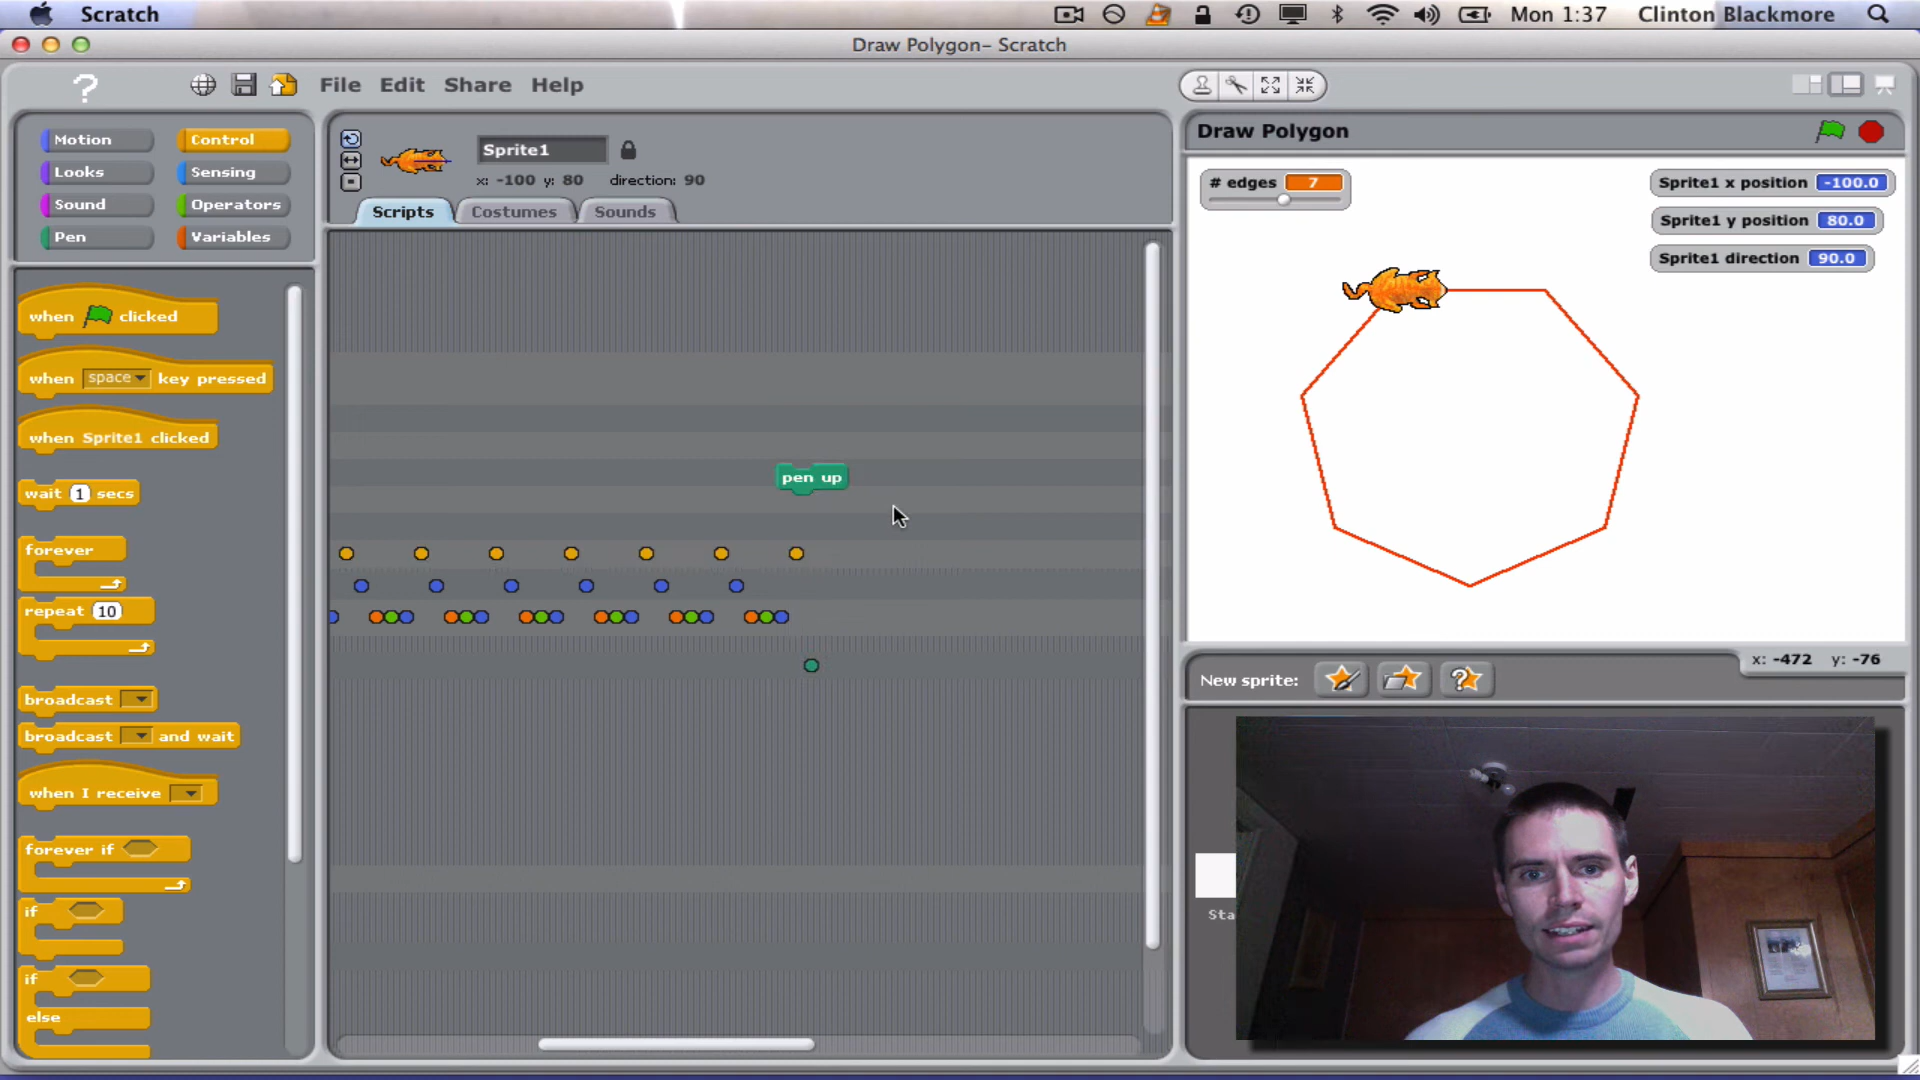 Scratch
Mon 1:37
Clinton Blackmore
Draw Polygon- Scratch
?
File
Edit
Share
Help
Motion
Control
Looks
Sensing
Sound
Operators
Pen
Variables
Sprite1
x: -100 y: 80 direction: 90
Scripts
Costumes
Sounds
when clicked
when space key pressed
when Sprite1 clicked
wait 1 secs
forever
repeat 10
broadcast
broadcast and wait
when I receive
forever if
if
if
else
pen up
Draw Polygon
# edges 7
Sprite1 x position -100.0
Sprite1 y position 80.0
Sprite1 direction 90.0
x: -472 y: -76
New sprite:
Sta